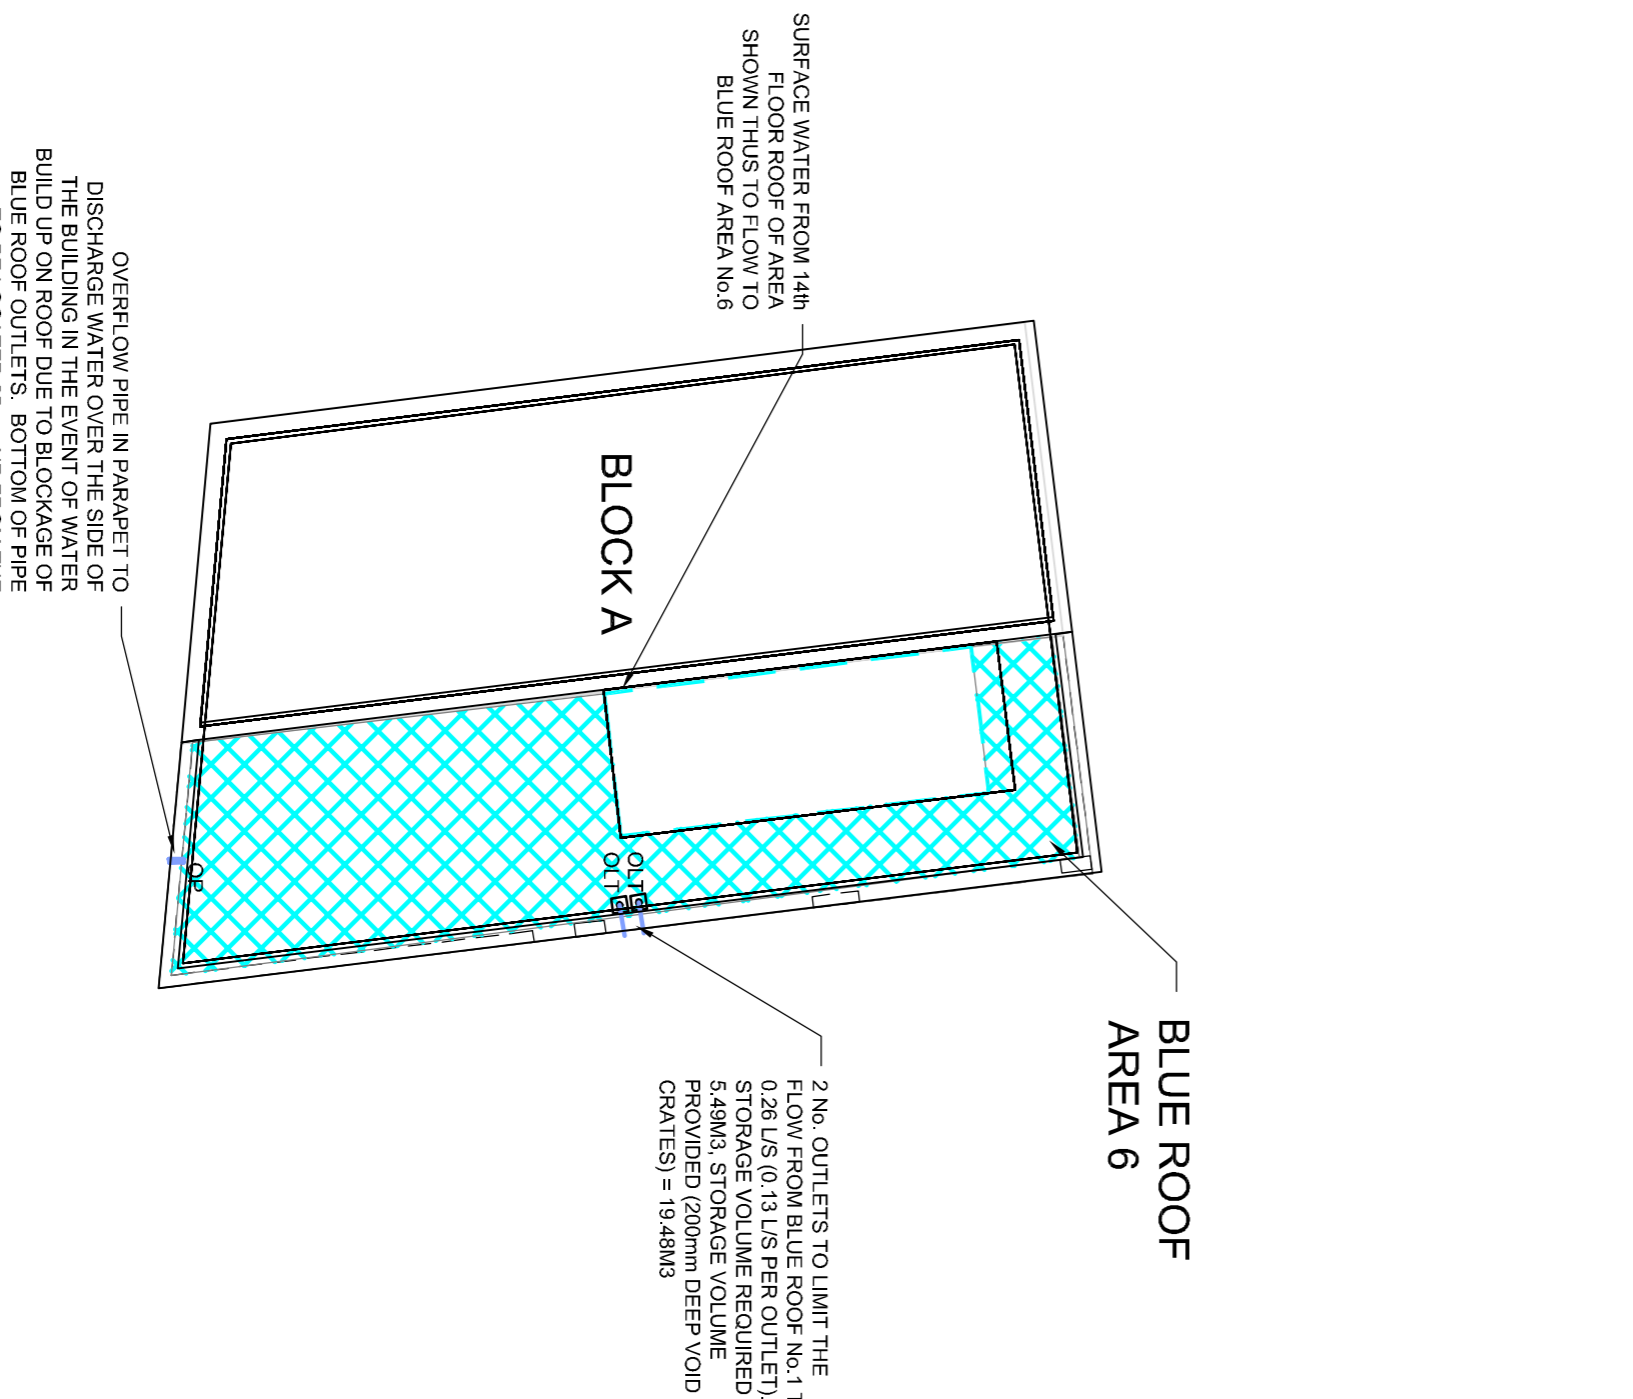 SURFACE WATER FROM 14th
FLOOR ROOF OF AREA
SHOWN THUS TO FLOW TO
BLUE ROOF AREA No.6
OVERFLOW PIPE IN PARAPET TO
DISCHARGE WATER OVER THE SIDE OF
THE BUILDING IN THE EVENT OF WATER
BUILD UP ON ROOF DUE TO BLOCKAGE OF
BLUE ROOF OUTLETS. BOTTOM OF PIPE
BLOCK A
OP
OLT
OLT
BLUE ROOF
AREA 6
2 No. OUTLETS TO LIMIT THE
FLOW FROM BLUE ROOF No.1 T
0.26 L/S (0.13 L/S PER OUTLET).
STORAGE VOLUME REQUIRED
5.49M3, STORAGE VOLUME
PROVIDED (200mm DEEP VOID
CRATES) = 19.48M3